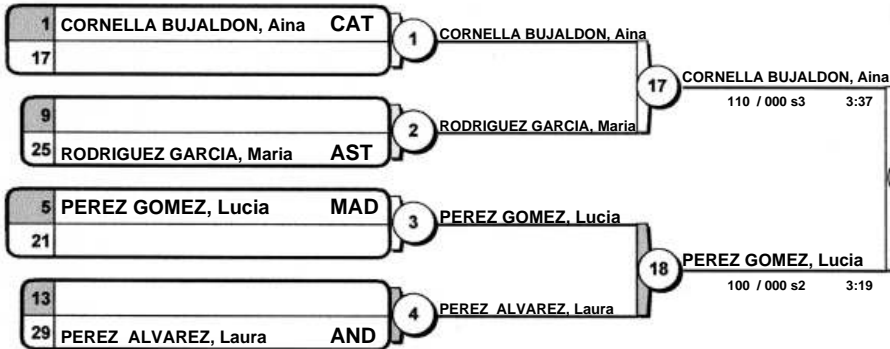 1 CORNELLA BUJALDON, Aina CAT
17
1 CORNELLA BUJALDON, Aina
9
25 RODRIGUEZ GARCIA, Maria AST
2 RODRIGUEZ GARCIA, Maria
17 CORNELLA BUJALDON, Aina
110 / 000 s3 3:37
5 PEREZ GOMEZ, Lucia MAD
21
3 PEREZ GOMEZ, Lucia
13
29 PEREZ ALVAREZ, Laura AND
4 PEREZ ALVAREZ, Laura
18 PEREZ GOMEZ, Lucia
100 / 000 s2 3:19